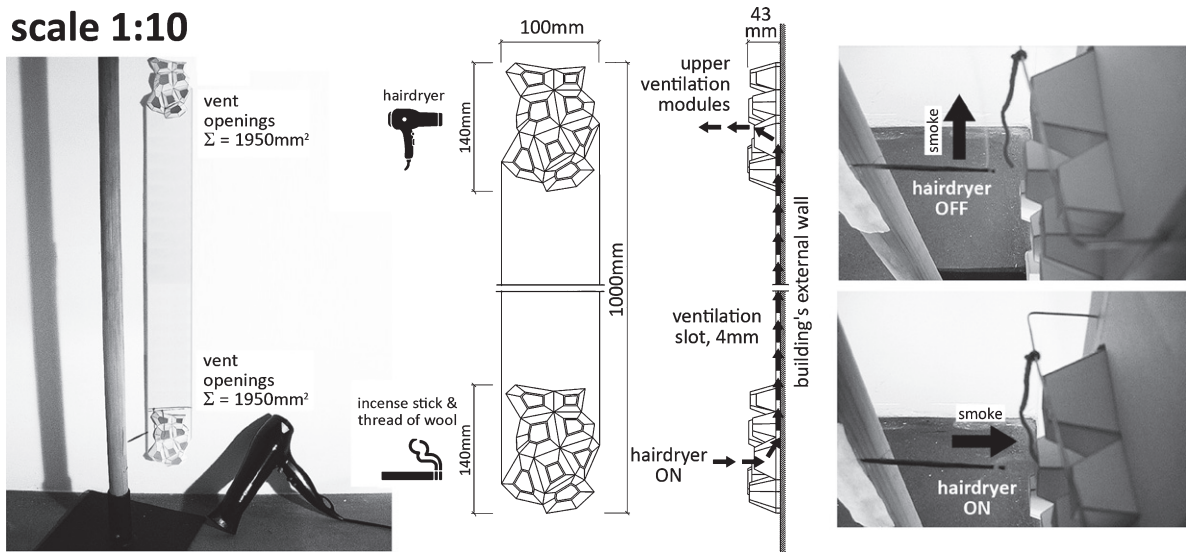 scale 1:10
vent
openings
Σ = 1950mm²
vent
openings
Σ = 1950mm²
hairdryer
incense stick &
thread of wool
100mm
140mm
1000mm
140mm
43
mm
upper
ventilation
modules
ventilation
slot, 4mm
hairdryer
ON
building's external wall
smoke
hairdryer
OFF
smoke
hairdryer
ON